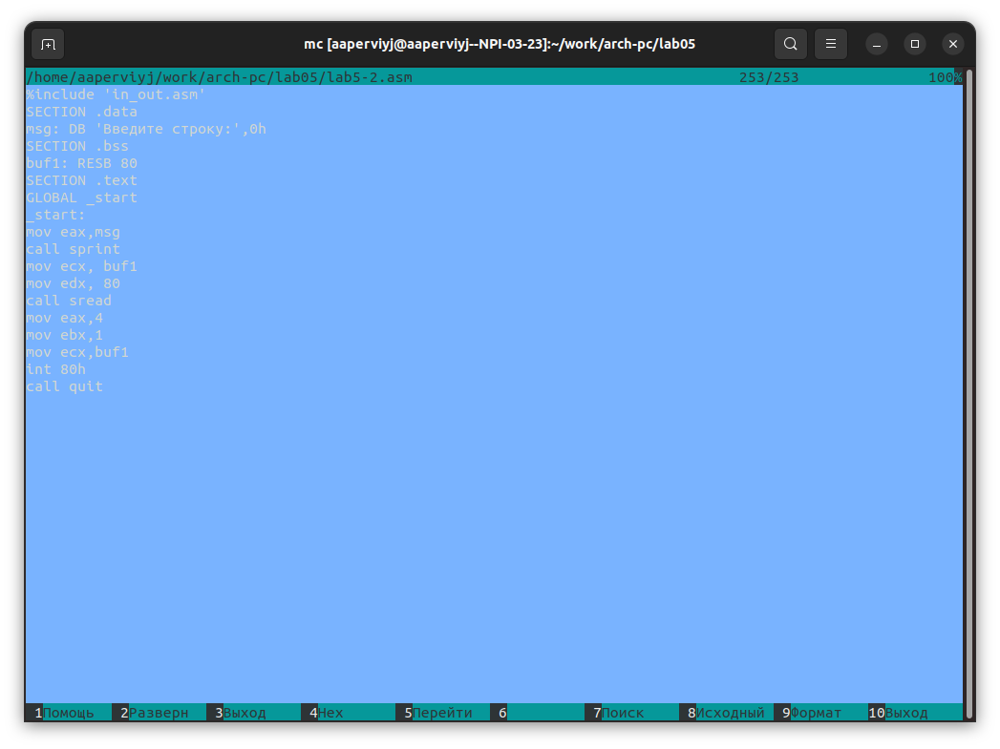 mc [aaperviyj@aaperviyj--NPI-03-23]:~/work/arch-pc/lab05
/home/aaperviyj/work/arch-pc/lab05/lab5-2.asm 253/253 100%
%include 'in_out.asm'
SECTION .data
msg: DB 'Введите строку:',0h
SECTION .bss
buf1: RESB 80
SECTION .text
GLOBAL _start
_start:
mov eax,msg
call sprint
mov ecx, buf1
mov edx, 80
call sread
mov eax,4
mov ebx,1
mov ecx,buf1
int 80h
call quit
1Помощь 2Разверн 3Выход 4Hex 5Перейти 6 7Поиск 8Исходный 9Формат 10Выход